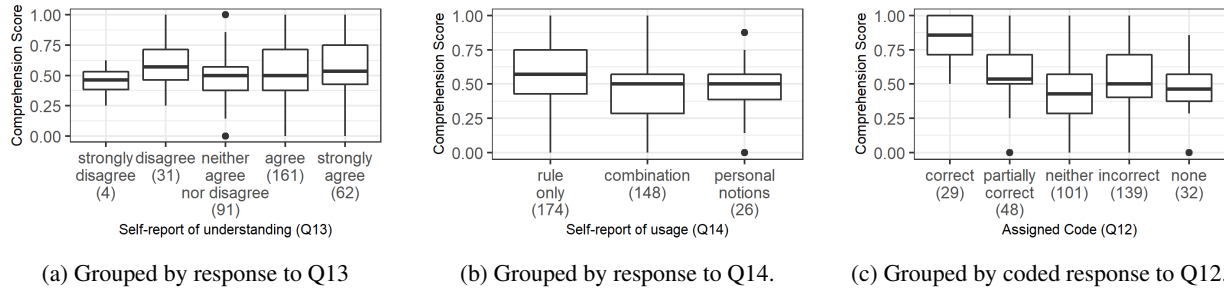 Comprehension Score
1.00
0.75
0.50
0.25
0.00
strongly disagree (4)
disagree (31)
neither agree nor disagree (91)
agree (161)
strongly agree (62)
Self-report of understanding (Q13)
(a) Grouped by response to Q13
Comprehension Score
1.00
0.75
0.50
0.25
0.00
rule only (174)
combination (148)
personal notions (26)
Self-report of usage (Q14)
(b) Grouped by response to Q14.
Comprehension Score
1.00
0.75
0.50
0.25
0.00
correct (29)
partially correct (48)
neither (101)
incorrect (139)
none (32)
Assigned Code (Q12)
(c) Grouped by coded response to Q12.